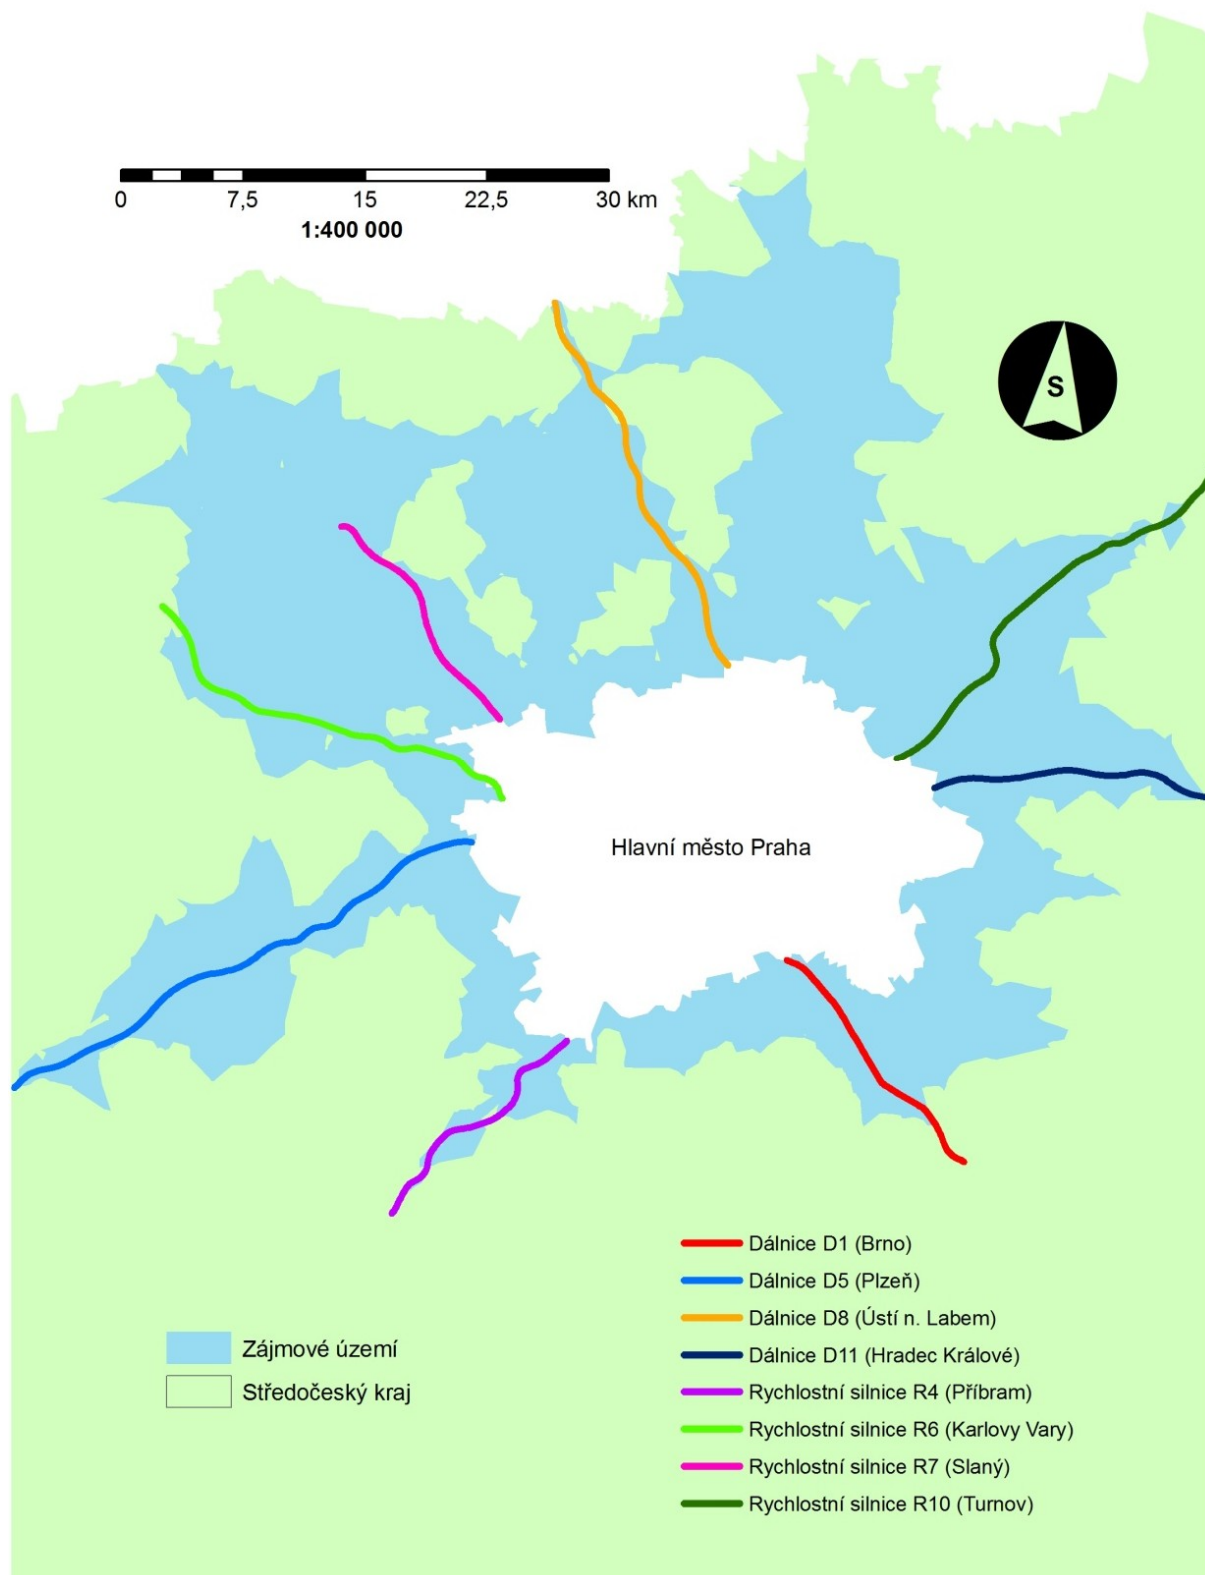 0 7,5 15 22,5 30 km
1:400 000
S
Hlavní město Praha
Dálnice D1 (Brno)
Dálnice D5 (Plzeň)
Dálnice D8 (Ústí n. Labem)
Dálnice D11 (Hradec Králové)
Rychlostní silnice R4 (Příbram)
Rychlostní silnice R6 (Karlovy Vary)
Rychlostní silnice R7 (Slaný)
Rychlostní silnice R10 (Turnov)
Zájmové území
Středočeský kraj